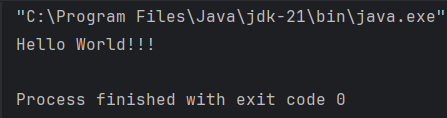 "C:\Program Files\Java\jdk-21\bin\java.exe"
Hello World!!!
Process finished with exit code 0